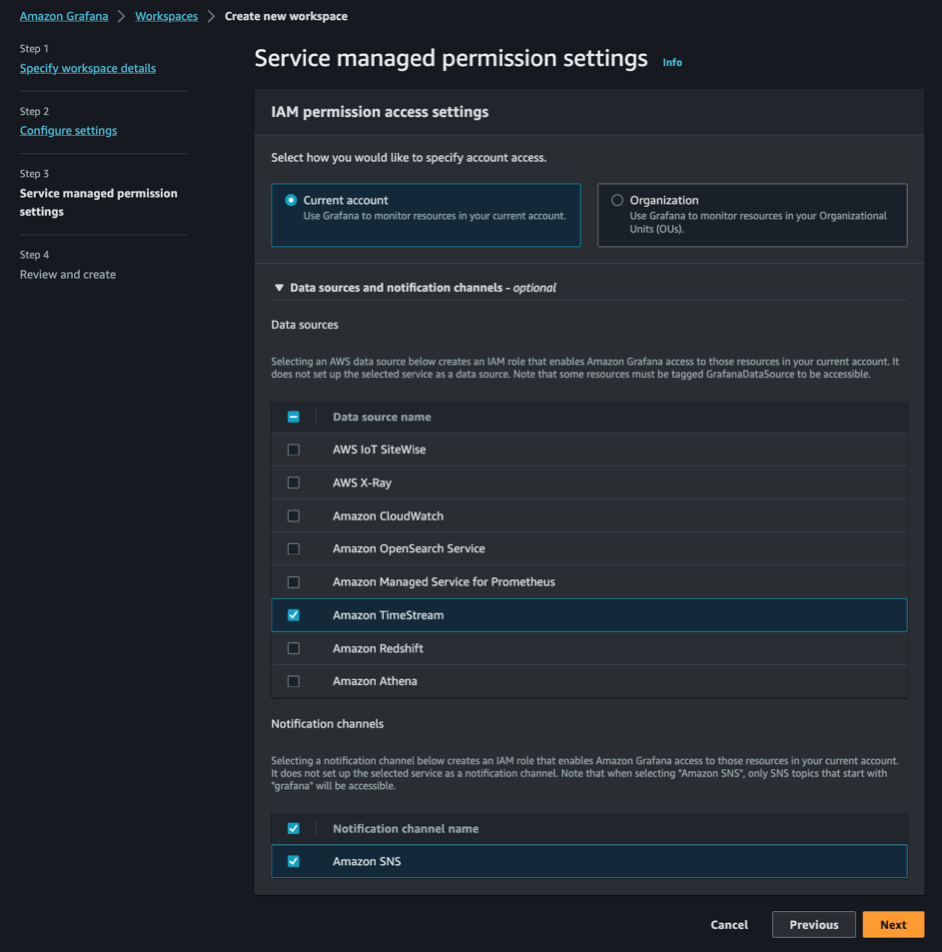 Amazon Grafana > Workspaces > Create new workspace
Step 1
Specify workspace details
Step 2
Configure settings
Step 3
Service managed permission
settings
Step 4
Review and create
Service managed permission settings Info
IAM permission access settings
Select how you would like to specify account access.
Current account
Use Grafana to monitor resources in your current account.
Organization
Use Grafana to monitor resources in your Organizational
Units (OUs).
Data sources and notification channels - optional
Data sources
Selecting an AWS data source below creates an IAM role that enables Amazon Grafana access to those resources in your current account. It
does not set up the selected service as a data source. Note that some resources must be tagged GrafanaDataSource to be accessible.
Data source name
AWS IoT SiteWise
AWS X-Ray
Amazon CloudWatch
Amazon OpenSearch Service
Amazon Managed Service for Prometheus
Amazon TimeStream
Amazon Redshift
Amazon Athena
Notification channels
Selecting a notification channel below creates an IAM role that enables Amazon Grafana access to those resources in your current account.
It does not set up the selected service as a notification channel. Note that when selecting "Amazon SNS", only SNS topics that start with
"grafana" will be accessible.
Notification channel name
Amazon SNS
Cancel
Previous
Next